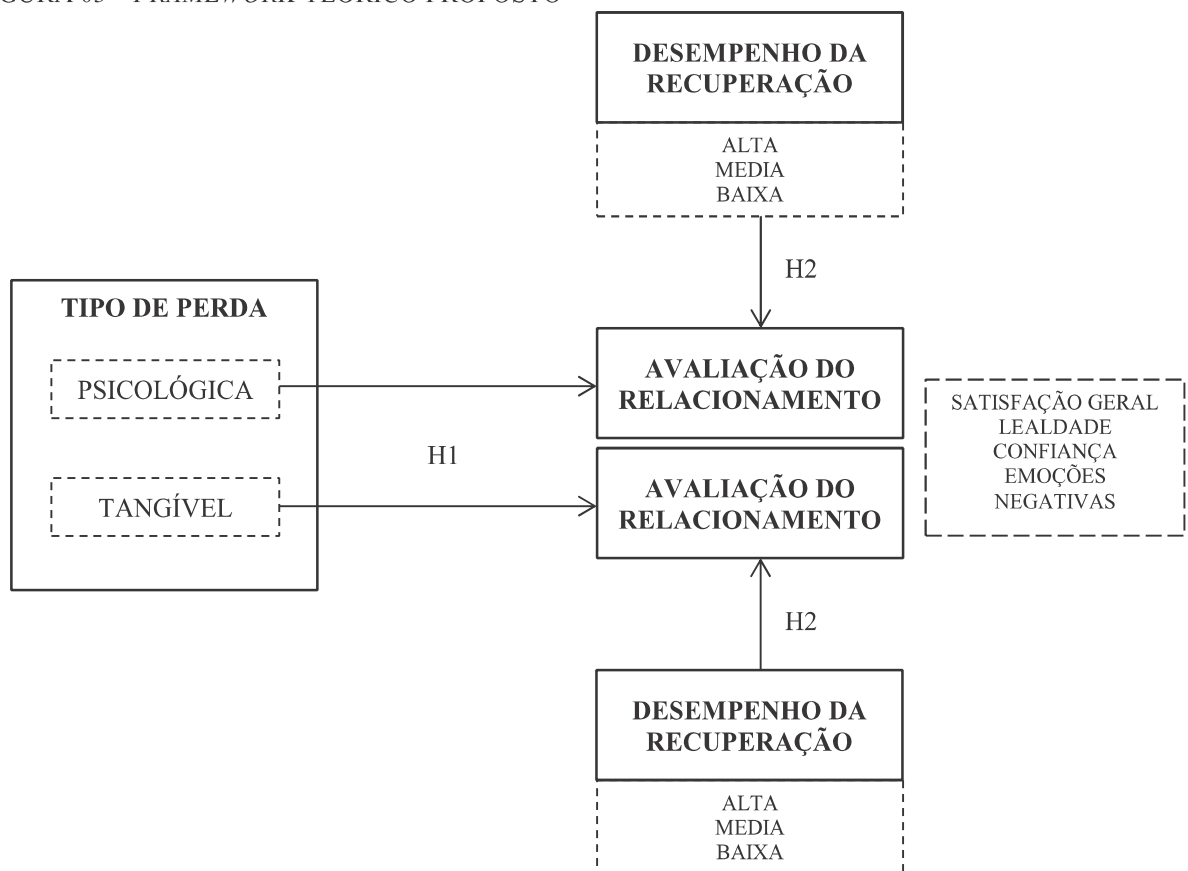 DESEMPENHO DA
RECUPERAÇÃO
ALTA
MEDIA
BAIXA
H2
TIPO DE PERDA
PSICOLÓGICA
TANGÍVEL
H1
AVALIAÇÃO DO
RELACIONAMENTO
AVALIAÇÃO DO
RELACIONAMENTO
SATISFAÇÃO GERAL
LEALDADE
CONFIANÇA
EMOÇÕES
NEGATIVAS
H2
DESEMPENHO DA
RECUPERAÇÃO
ALTA
MEDIA
BAIXA